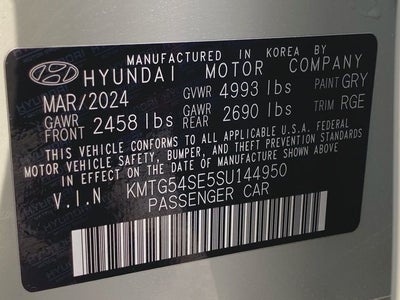 MANUFACTURED IN KOREA BY
HYUNDAI MOTOR COMPANY
MAR/2024 GVWR 4993 lbs PAINT GRY
GAWR FRONT 2458 lbs GAWR REAR 2690 lbs TRIM RGE
THIS VEHICLE CONFORMS TO ALL APPLICABLE U.S.A. FEDERAL
MOTOR VEHICLE SAFETY, BUMPER, AND THEFT PREVENTION STANDARDS
IN EFFECT ON THE DATE OF MANUFACTURE SHOWN ABOVE.
V.I.N KMTG54SE5SU144950
PASSENGER CAR